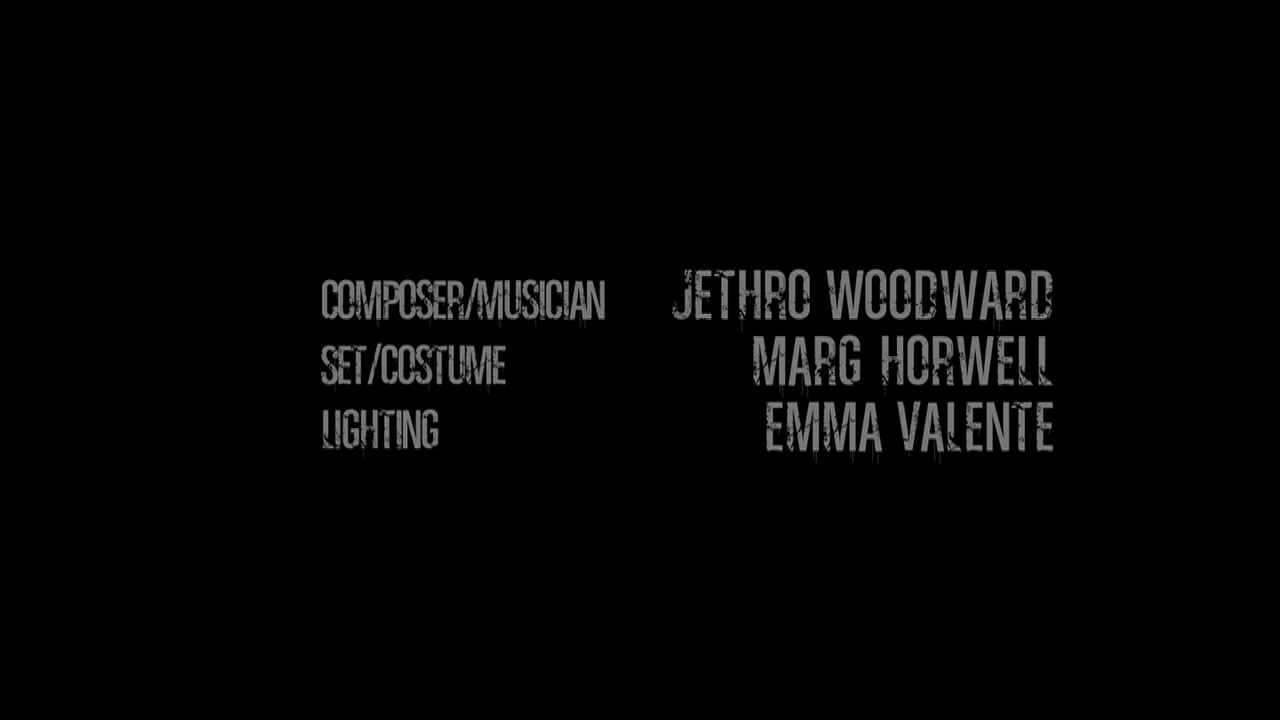 COMPOSER/MUSICIAN JETHRO WOODWARD
SET/COSTUME MARG HORWELL
LIGHTING EMMA VALENTE